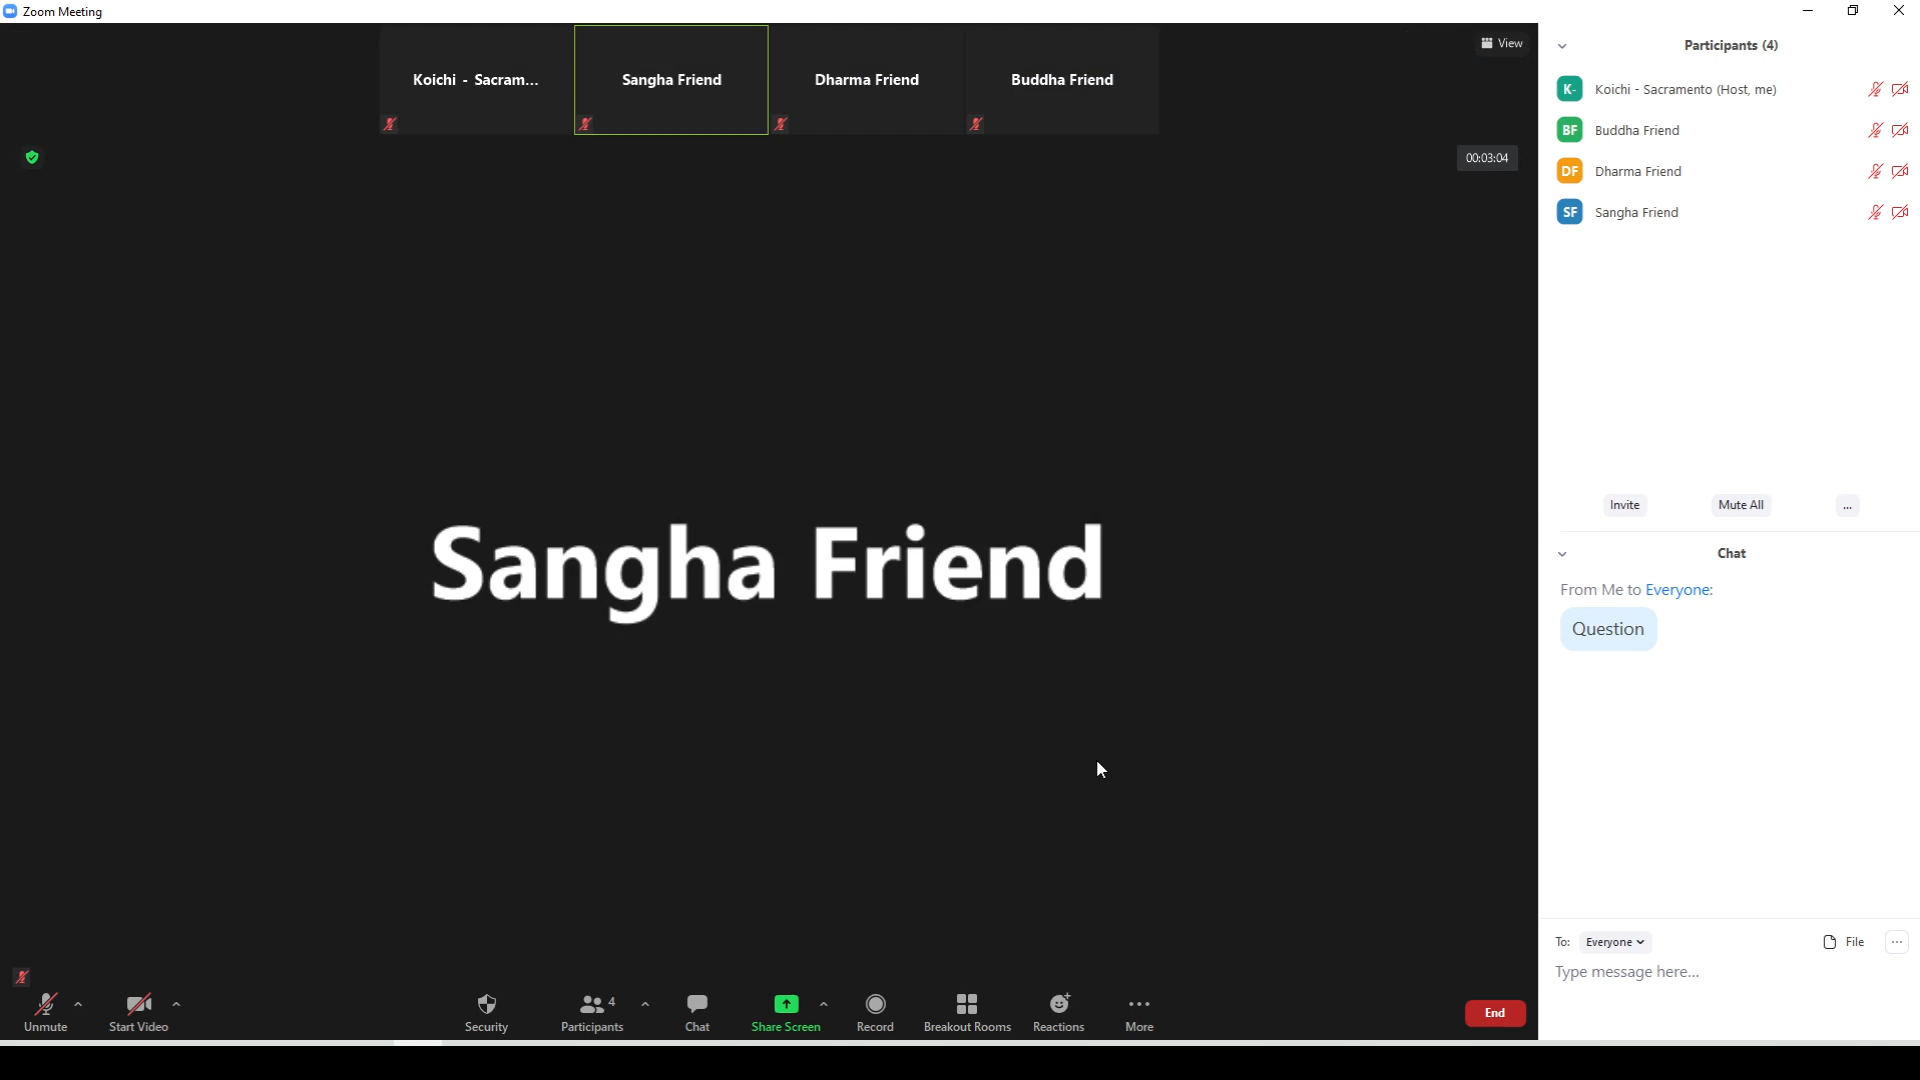 Zoom Meeting
Koichi - Sacram...
Sangha Friend
Dharma Friend
Buddha Friend
View
00:03:04
Sangha Friend
Unmute
Start Video
Security
4
Participants
Chat
Share Screen
Record
Breakout Rooms
Reactions
More
End
Participants (4)
K- Koichi - Sacramento (Host, me)
BF Buddha Friend
DF Dharma Friend
SF Sangha Friend
Invite
Mute All
...
Chat
From Me to Everyone:
Question
To: Everyone
File
Type message here...